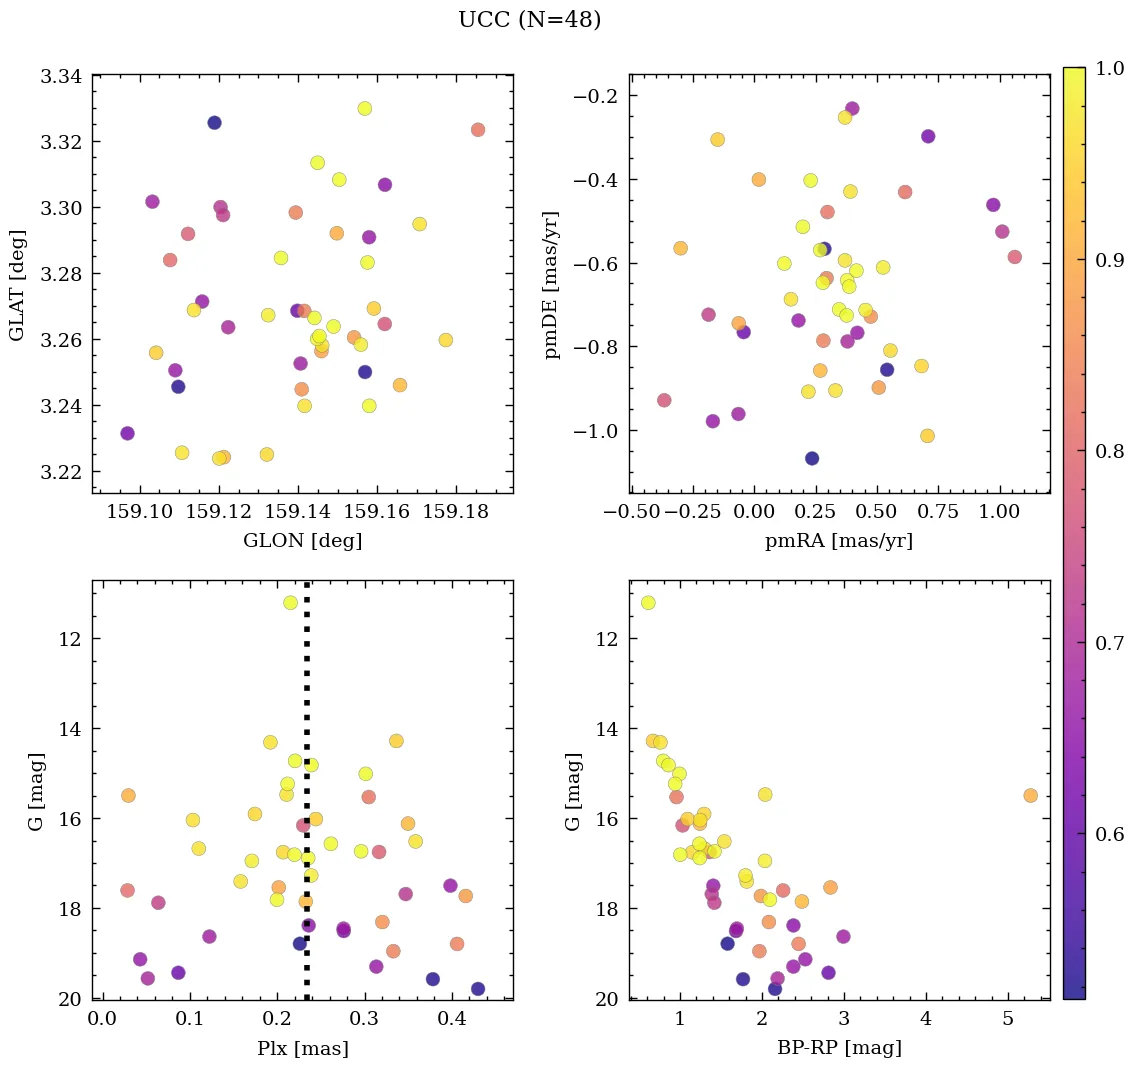 UCC (N=48)
3.34
3.32
3.30
3.28
3.26
3.24
3.22
GLAT [deg]
159.10 159.12 159.14 159.16 159.18
GLON [deg]
−0.2
−0.4
−0.6
−0.8
−1.0
pmDE [mas/yr]
−0.50 −0.25 0.00 0.25 0.50 0.75 1.00
pmRA [mas/yr]
1.0
0.9
0.8
0.7
0.6
12
14
16
18
20
G [mag]
0.0 0.1 0.2 0.3 0.4
Plx [mas]
12
14
16
18
20
G [mag]
1 2 3 4 5
BP-RP [mag]